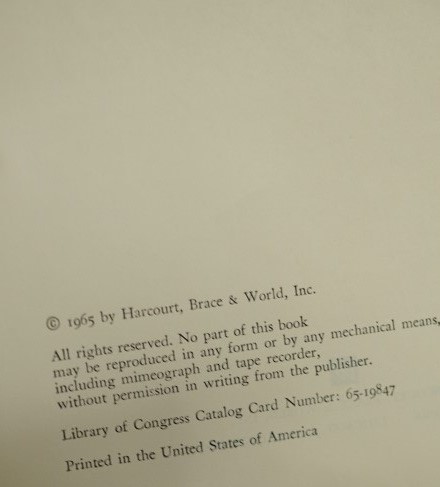 © 1965 by Harcourt, Brace & World, Inc.
All rights reserved. No part of this book
may be reproduced in any form or by any mechanical means,
including mimeograph and tape recorder,
without permission in writing from the publisher.
Library of Congress Catalog Card Number: 65-19847
Printed in the United States of America